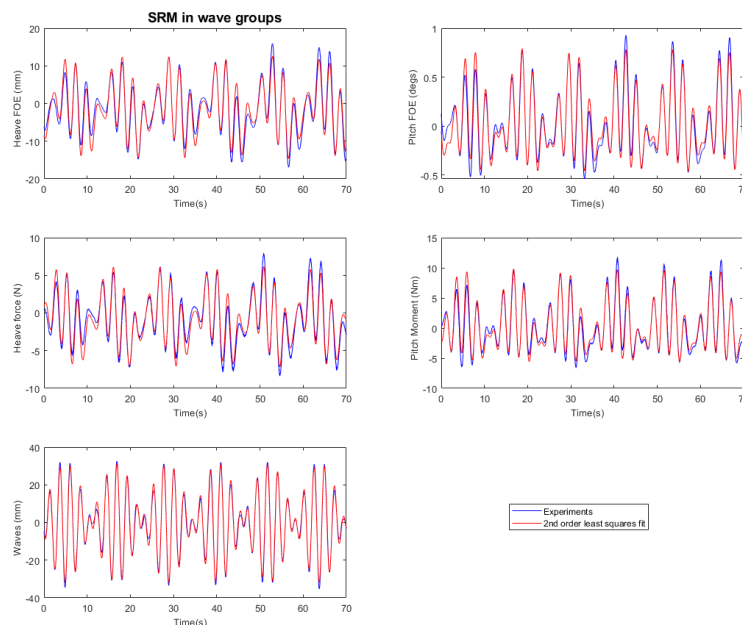 SRM in wave groups
Heave FOE (mm)
20
10
0
-10
-20
0 10 20 30 40 50 60 70
Time(s)
Pitch FOE (degs)
1
0.5
0
-0.5
0 10 20 30 40 50 60 70
Time(s)
Heave force (N)
10
5
0
-5
-10
0 10 20 30 40 50 60 70
Time(s)
Pitch Moment (Nm)
15
10
5
0
-5
-10
0 10 20 30 40 50 60 70
Time(s)
Waves (mm)
40
20
0
-20
-40
0 10 20 30 40 50 60 70
Time(s)
Experiments
2nd order least squares fit